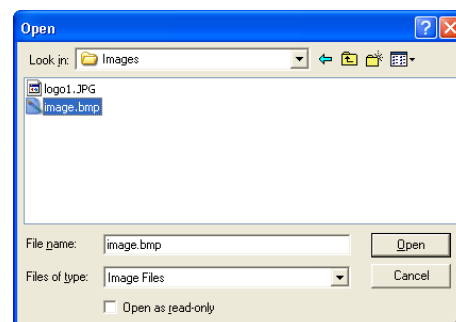 Open
Look in: Images
logo1.JPG
image.bmp
File name: image.bmp Open
Files of type: Image Files Cancel
Open as read-only